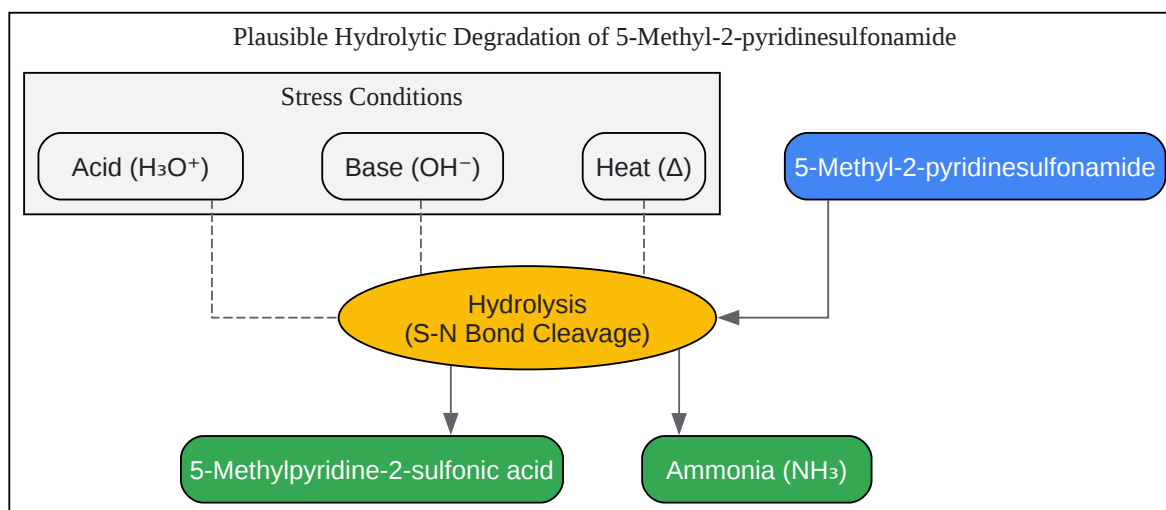 Plausible Hydrolytic Degradation of 5-Methyl-2-pyridinesulfonamide
Stress Conditions
Acid (H₃O⁺)
Base (OH⁻)
Heat (Δ)
5-Methyl-2-pyridinesulfonamide
Hydrolysis
(S-N Bond Cleavage)
5-Methylpyridine-2-sulfonic acid
Ammonia (NH₃)